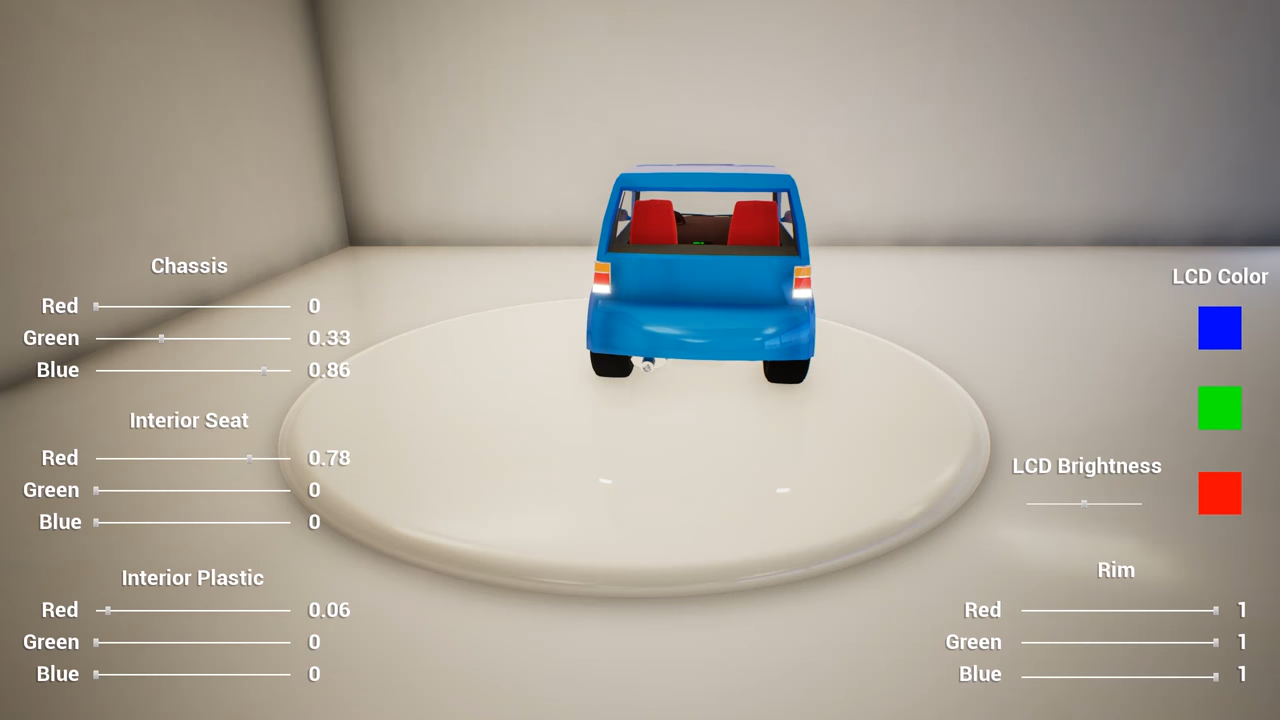 Chassis
Red 0
Green 0.33
Blue 0.86
Interior Seat
Red 0.78
Green 0
Blue 0
Interior Plastic
Red 0.06
Green 0
Blue 0
LCD Color
LCD Brightness
Rim
Red 1
Green 1
Blue 1